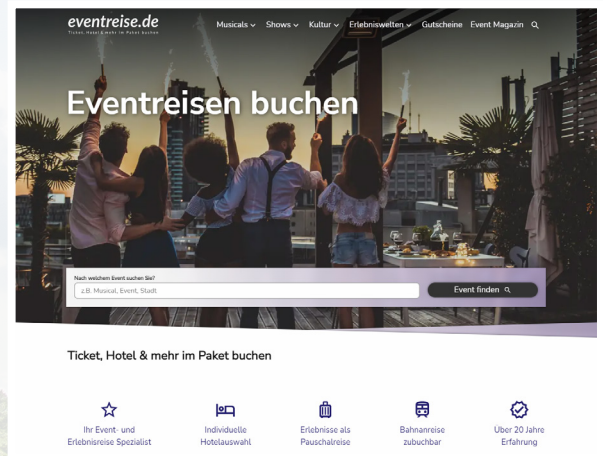 eventreise.de
Ticket, Hotel & mehr im Paket buchen
Musicals Shows Kultur Erlebniswelten Gutscheine Event Magazin
Eventreisen buchen
Nach welchem Event suchen Sie?
z.B. Musical, Event, Stadt
Event finden
Ticket, Hotel & mehr im Paket buchen
Ihr Event- und
Erlebnisreise Spezialist
Individuelle
Hotelauswahl
Erlebnisse als
Pauschalreise
Bahnanreise
zubuchbar
Über 20 Jahre
Erfahrung